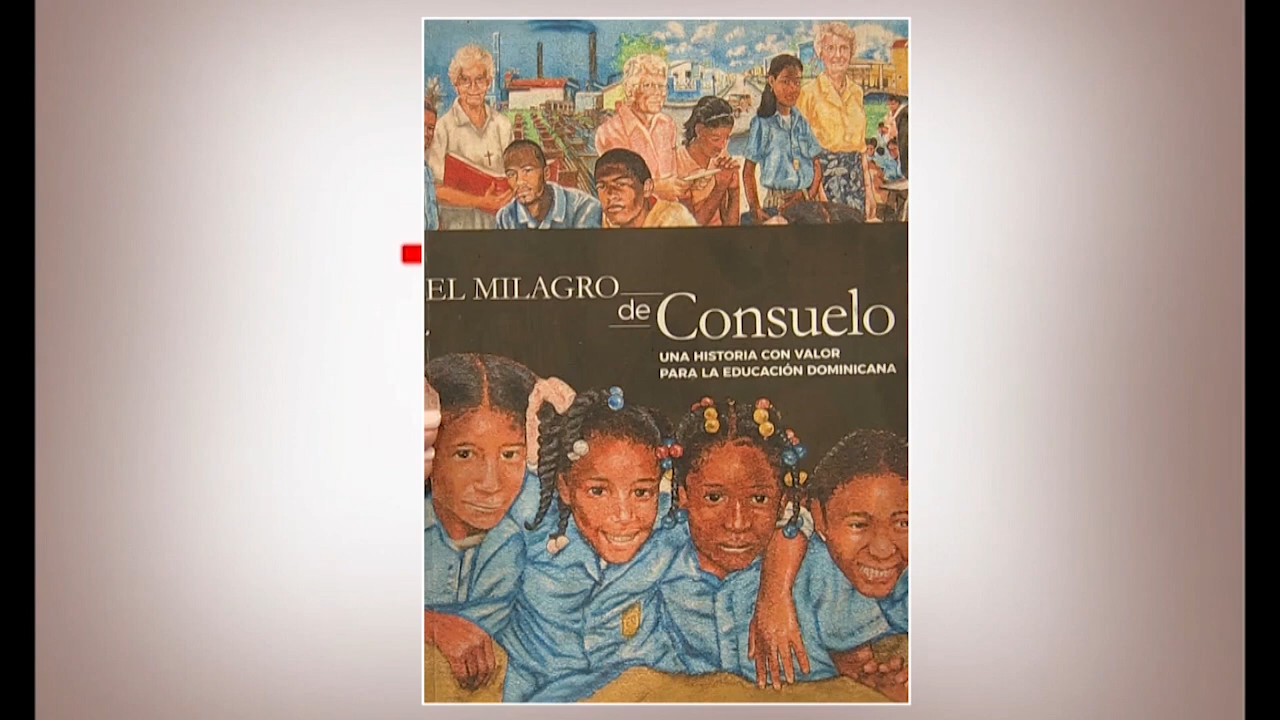 EL MILAGRO
de Consuelo
UNA HISTORIA CON VALOR
PARA LA EDUCACIÓN DOMINICANA